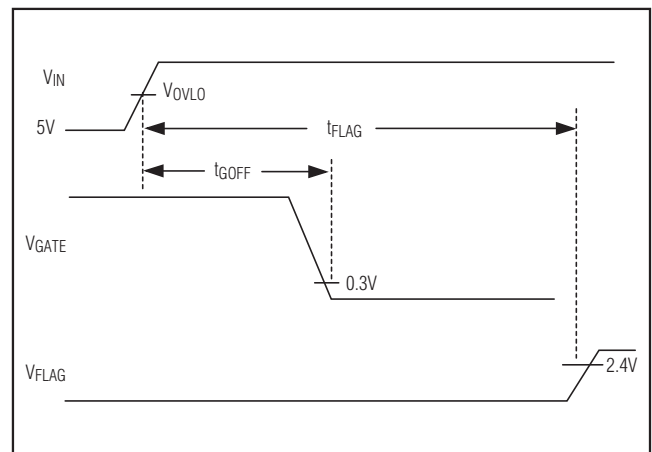 VIN
VOVLO
5V
tFLAG
tGOFF
VGATE
0.3V
VFLAG
2.4V